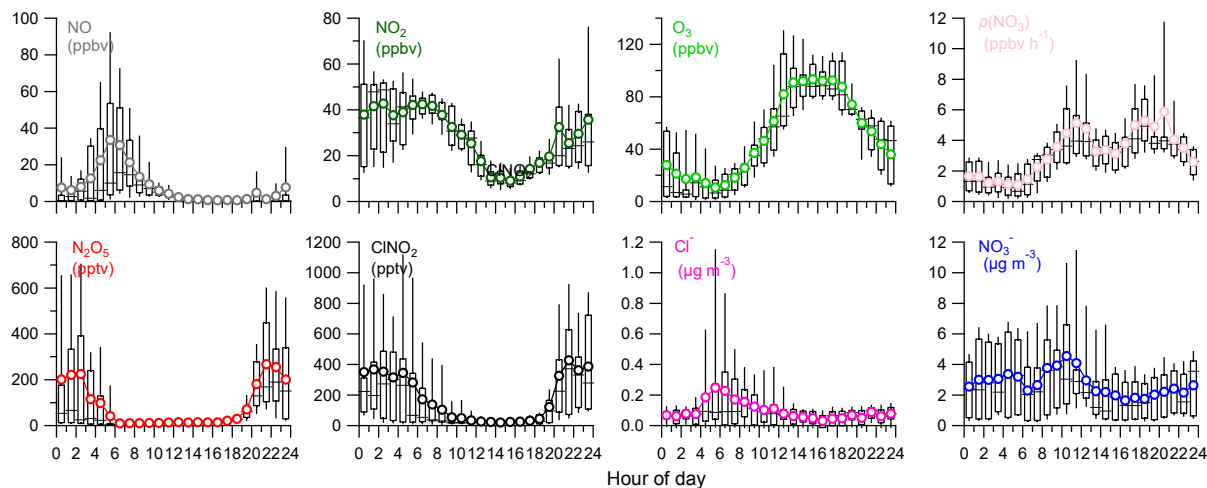 100
80
60
40
20
0
NO
(ppbv)
80
60
40
20
0
NO₂
(ppbv)
ClNO
120
80
40
0
O₃
(ppbv)
12
10
8
6
4
2
0
p(NO₃)
(ppbv h⁻¹)
800
600
400
200
0
N₂O₅
(pptv)
0 2 4 6 8 10 12 14 16 18 20 22 24
1200
1000
800
600
400
200
0
ClNO₂
(pptv)
0 2 4 6 8 10 12 14 16 18 20 22 24
1.2
1.0
0.8
0.6
0.4
0.2
0.0
Cl⁻
(µg m⁻³)
0 2 4 6 8 10 12 14 16 18 20 22 24
12
10
8
6
4
2
0
NO₃⁻
(µg m⁻³)
0 2 4 6 8 10 12 14 16 18 20 22 24
Hour of day